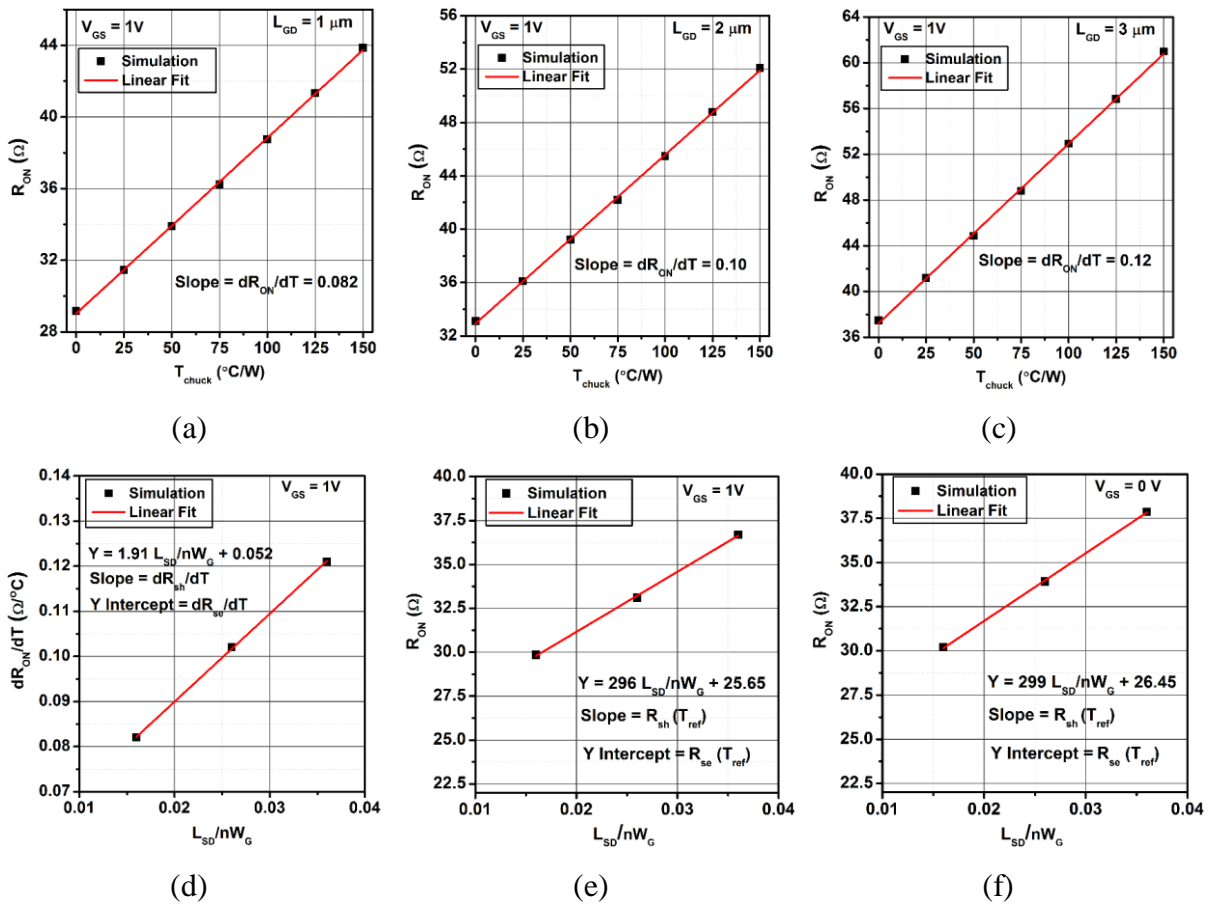 V_GS = 1V L_GD = 1 μm
Simulation
Linear Fit
Slope = dR_ON/dT = 0.082
R_ON (Ω)
44
40
36
32
28
0 25 50 75 100 125 150
T_chuck (°C/W)
(a)
V_GS = 1V L_GD = 2 μm
Simulation
Linear Fit
Slope = dR_ON/dT = 0.10
R_ON (Ω)
56
52
48
44
40
36
32
0 25 50 75 100 125 150
T_chuck (°C/W)
(b)
V_GS = 1V L_GD = 3 μm
Simulation
Linear Fit
Slope = dR_ON/dT = 0.12
R_ON (Ω)
64
60
56
52
48
44
40
36
0 25 50 75 100 125 150
T_chuck (°C/W)
(c)
Simulation V_GS = 1V
Linear Fit
Y = 1.91 L_SD/nW_G + 0.052
Slope = dR_sh/dT
Y Intercept = dR_se/dT
dR_ON/dT (Ω/°C)
0.14
0.13
0.12
0.11
0.10
0.09
0.08
0.07
0.01 0.02 0.03 0.04
L_SD/nW_G
(d)
Simulation V_GS = 1V
Linear Fit
Y = 296 L_SD/nW_G + 25.65
Slope = R_sh (T_ref)
Y Intercept = R_se (T_ref)
R_ON (Ω)
40.0
37.5
35.0
32.5
30.0
27.5
25.0
22.5
0.01 0.02 0.03 0.04
L_SD/nW_G
(e)
Simulation V_GS = 0 V
Linear Fit
Y = 299 L_SD/nW_G + 26.45
Slope = R_sh (T_ref)
Y Intercept = R_se (T_ref)
R_ON (Ω)
40.0
37.5
35.0
32.5
30.0
27.5
25.0
22.5
0.01 0.02 0.03 0.04
L_SD/nW_G
(f)